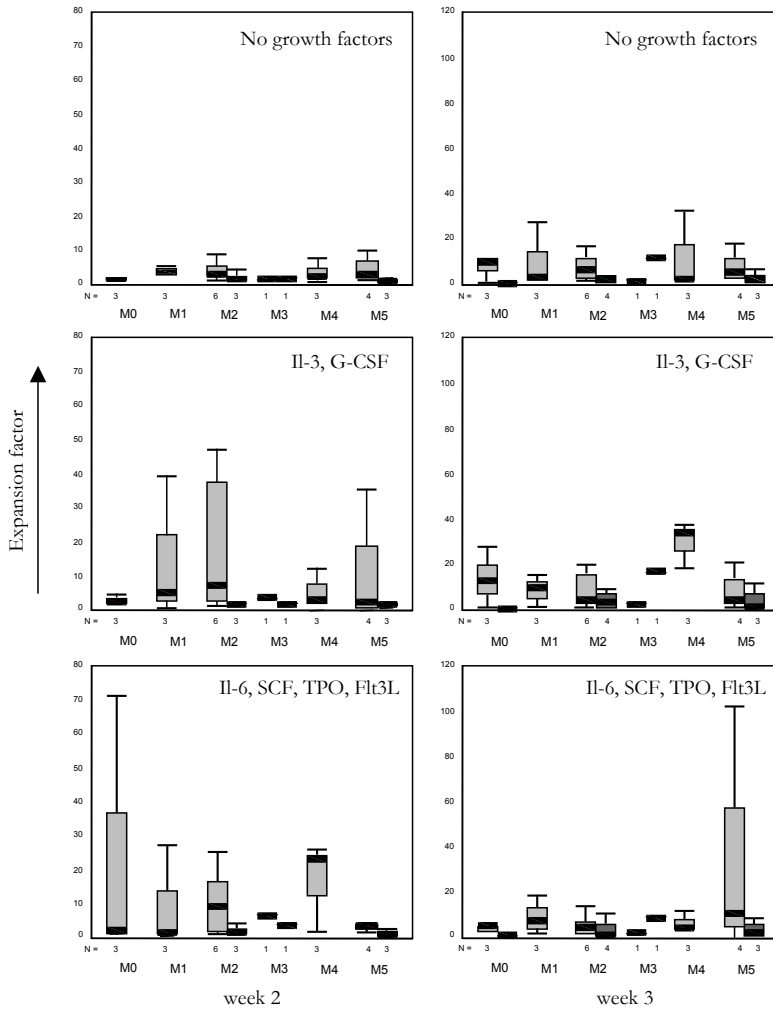 80
70
60
50
40
30
20
10
0
No growth factors
N = 3 3 6 3 1 1 3 4 3
M0 M1 M2 M3 M4 M5
120
100
80
60
40
20
0
No growth factors
N = 3 3 6 4 1 1 3 4 3
M0 M1 M2 M3 M4 M5
Expansion factor
80
70
60
50
40
30
20
10
0
Il-3, G-CSF
N = 3 3 6 3 1 1 3 4 3
M0 M1 M2 M3 M4 M5
120
100
80
60
40
20
0
Il-3, G-CSF
N = 3 3 6 4 1 1 3 4 3
M0 M1 M2 M3 M4 M5
80
70
60
50
40
30
20
10
0
Il-6, SCF, TPO, Flt3L
N = 3 3 6 3 1 1 3 4 3
M0 M1 M2 M3 M4 M5
week 2
120
100
80
60
40
20
0
Il-6, SCF, TPO, Flt3L
N = 3 3 6 4 1 1 3 4 3
M0 M1 M2 M3 M4 M5
week 3